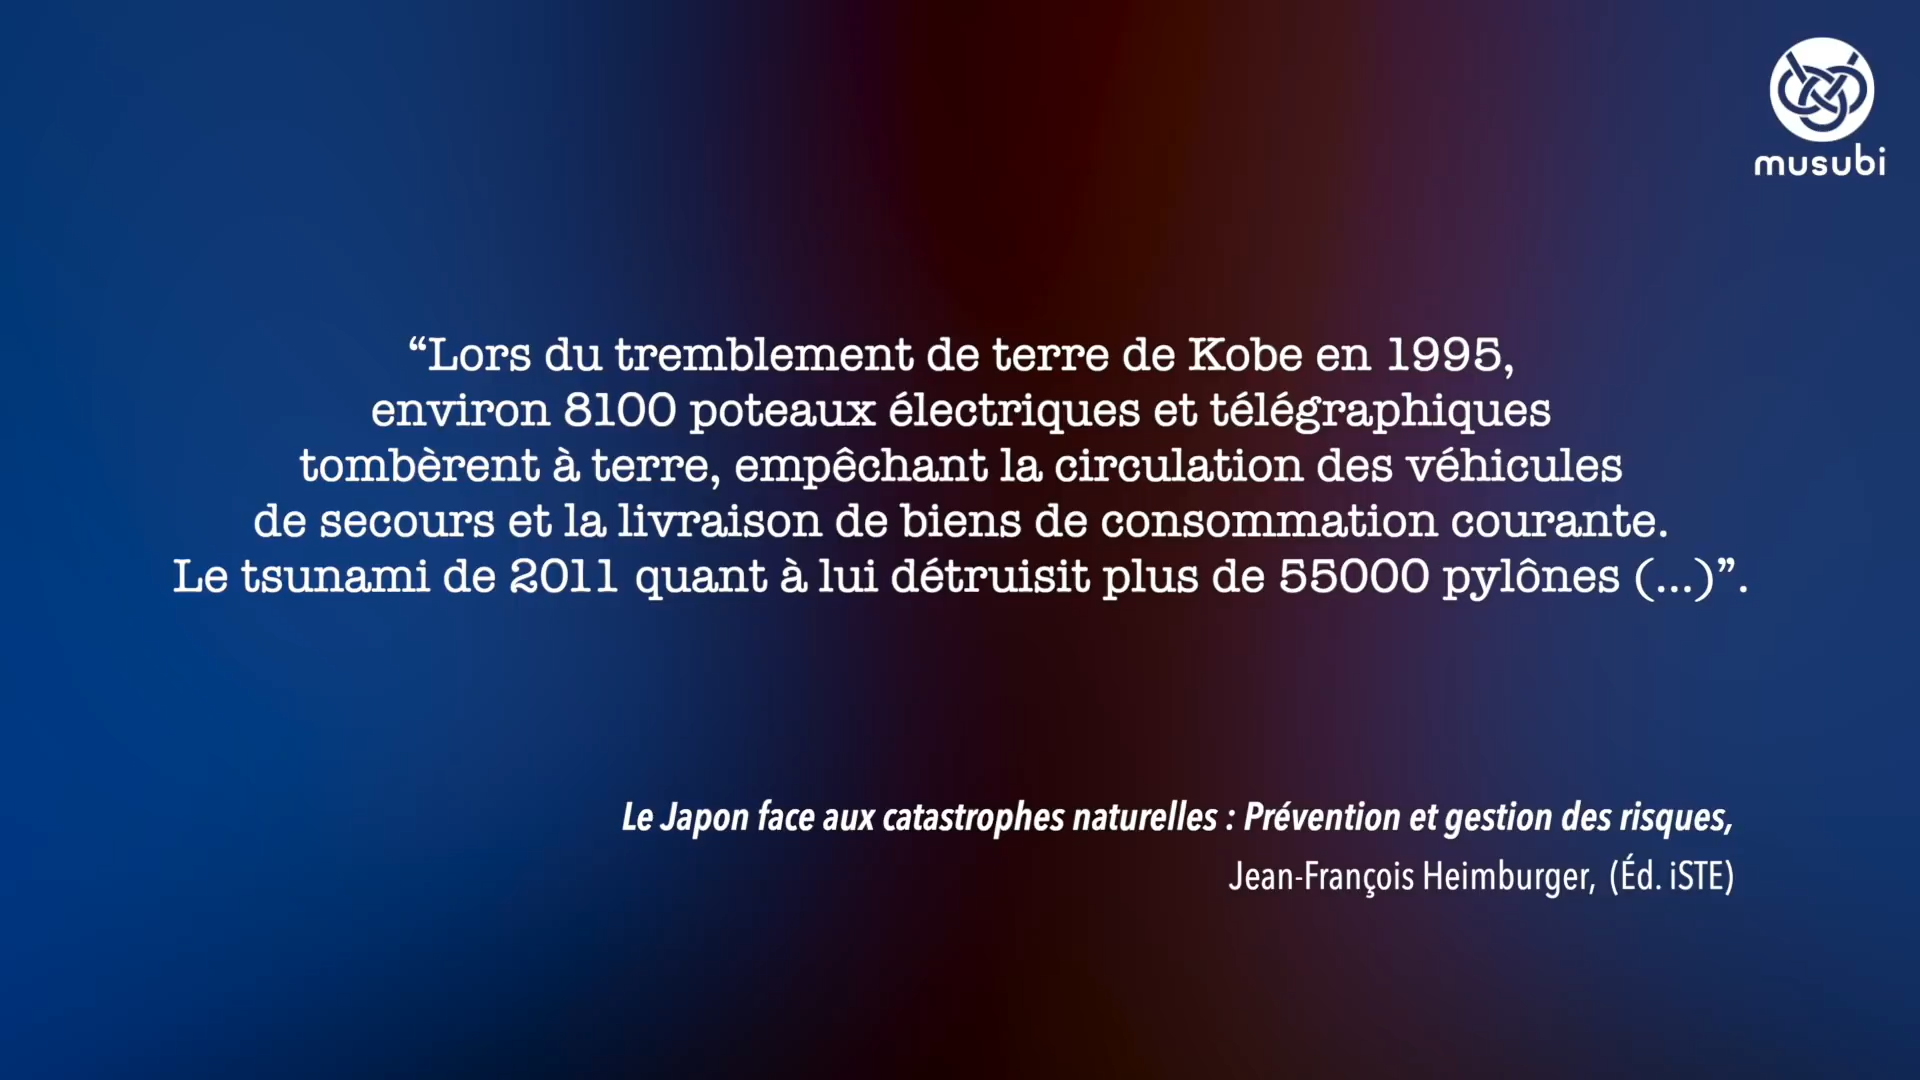 musubi
“Lors du tremblement de terre de Kobe en 1995,
environ 8100 poteaux électriques et télégraphiques
tombèrent à terre, empêchant la circulation des véhicules
de secours et la livraison de biens de consommation courante.
Le tsunami de 2011 quant à lui détruisit plus de 55000 pylônes (...)”.
Le Japon face aux catastrophes naturelles : Prévention et gestion des risques,
Jean-François Heimburger, (Éd. iSTE)